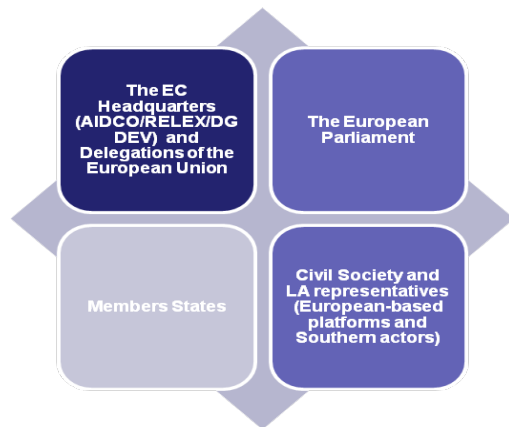 The EC
Headquarters
(AIDCO/RELEX/DG
DEV) and
Delegations of the
European Union
The European
Parliament
Members States
Civil Society and
LA representatives
(European-based
platforms and
Southern actors)